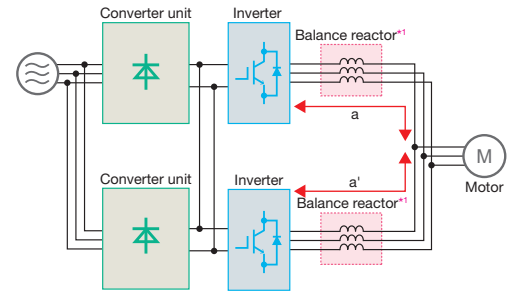 Converter unit
Inverter
Balance reactor*1
a
M
Motor
a'
Converter unit
Inverter
Balance reactor*1